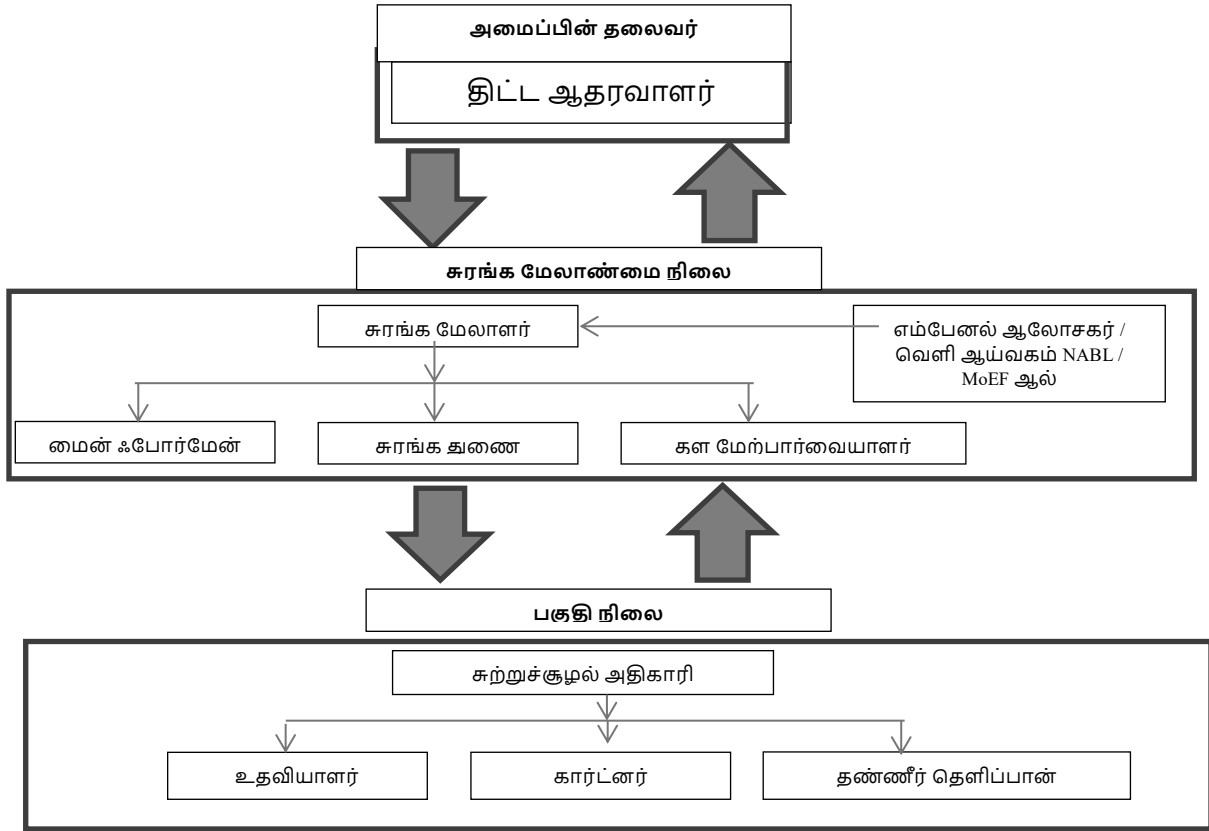 அமைப்பின் தலைவர்
திட்ட ஆதரவாளர்
சுரங்க மேலாண்மை நிலை
சுரங்க மேலாளர்
எம்பேனல் ஆலோசகர் /
வெளி ஆய்வகம் NABL /
MoEF ஆல்
மைன் ஃபோர்மேன்
சுரங்க துணை
கள மேற்பார்வையாளர்
பகுதி நிலை
சுற்றுச்சூழல் அதிகாரி
உதவியாளர்
கார்ட்னர்
தண்ணீர் தெளிப்பான்